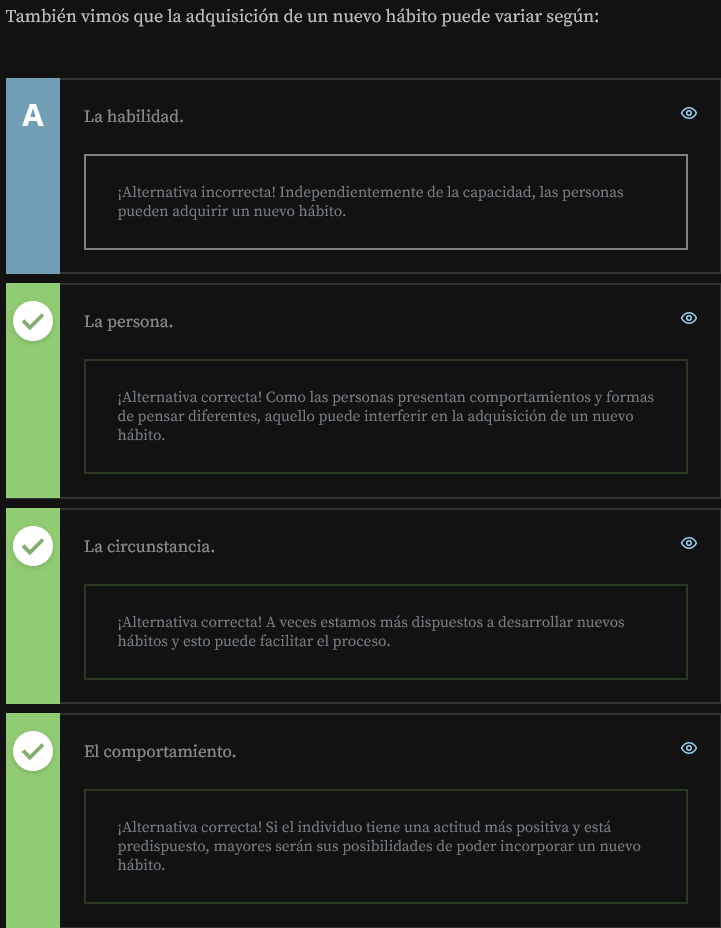 También vimos que la adquisición de un nuevo hábito puede variar según:
A
La habilidad.
¡Alternativa incorrecta! Independientemente de la capacidad, las personas
pueden adquirir un nuevo hábito.
La persona.
¡Alternativa correcta! Como las personas presentan comportamientos y formas
de pensar diferentes, aquello puede interferir en la adquisición de un nuevo
hábito.
La circunstancia.
¡Alternativa correcta! A veces estamos más dispuestos a desarrollar nuevos
hábitos y esto puede facilitar el proceso.
El comportamiento.
¡Alternativa correcta! Si el individuo tiene una actitud más positiva y está
predispuesto, mayores serán sus posibilidades de poder incorporar un nuevo
hábito.